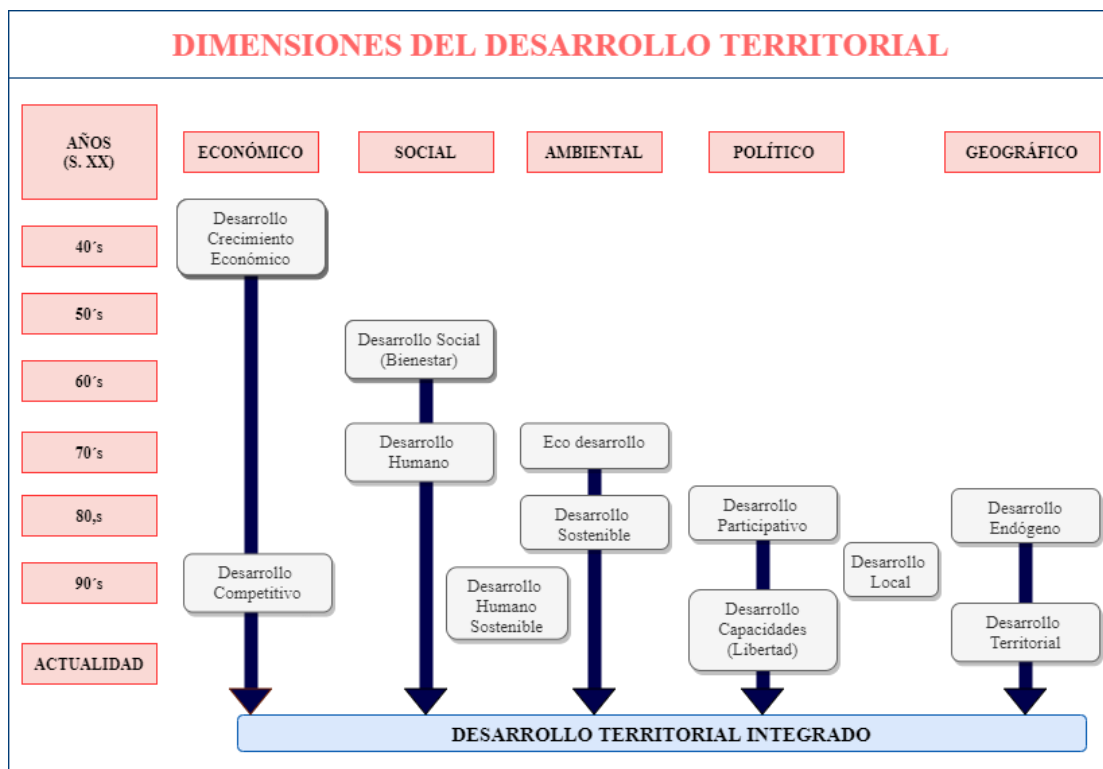 DIMENSIONES DEL DESARROLLO TERRITORIAL
AÑOS
(S. XX)
ECONÓMICO
SOCIAL
AMBIENTAL
POLÍTICO
GEOGRÁFICO
40´s
Desarrollo
Crecimiento
Económico
50´s
Desarrollo Social
(Bienestar)
60´s
70´s
Desarrollo
Humano
Eco desarrollo
80,s
Desarrollo
Sostenible
Desarrollo
Participativo
Desarrollo
Endógeno
90´s
Desarrollo
Competitivo
Desarrollo
Humano
Sostenible
Desarrollo
Capacidades
(Libertad)
Desarrollo
Local
Desarrollo
Territorial
ACTUALIDAD
DESARROLLO TERRITORIAL INTEGRADO